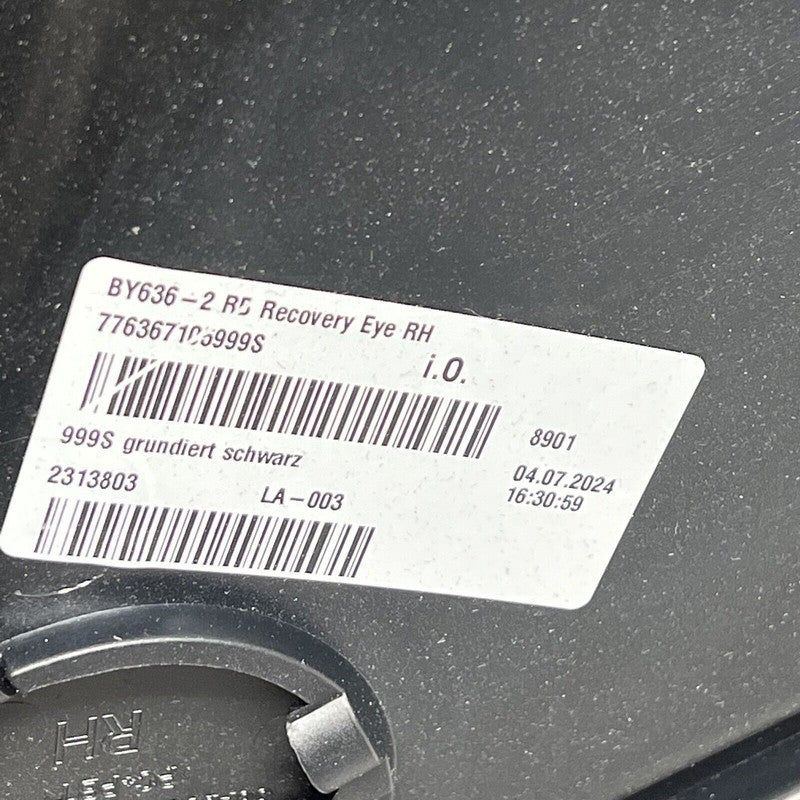 BY636-2 R5 Recovery Eye RH
i.O.
999S grundiert schwarz
8901
2313803
LA-003
04.07.2024
16:30:59
RH